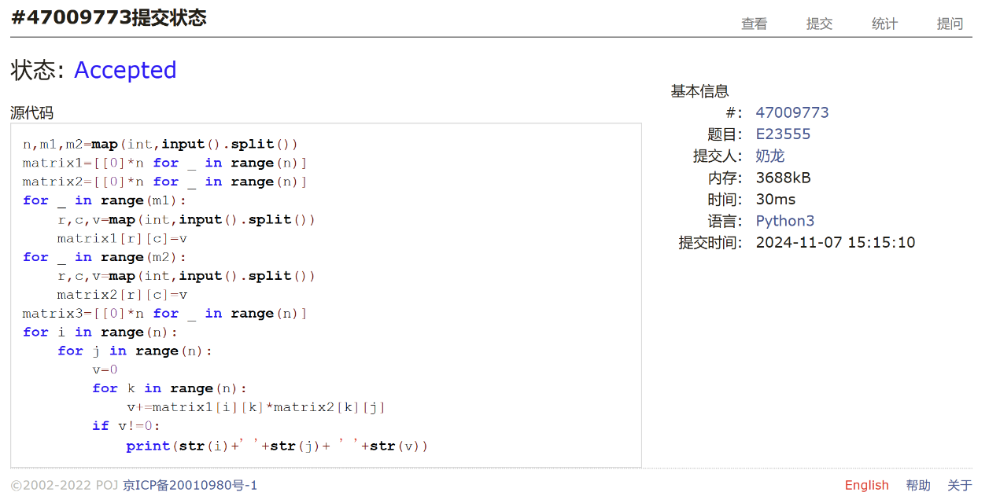 #47009773提交状态
查看 提交 统计 提问
状态: Accepted
源代码
n,m1,m2=map(int,input().split())
matrix1=[[0]*n for _ in range(n)]
matrix2=[[0]*n for _ in range(n)]
for _ in range(m1):
    r,c,v=map(int,input().split())
    matrix1[r][c]=v
for _ in range(m2):
    r,c,v=map(int,input().split())
    matrix2[r][c]=v
matrix3=[[0]*n for _ in range(n)]
for i in range(n):
    for j in range(n):
        v=0
        for k in range(n):
            v+=matrix1[i][k]*matrix2[k][j]
        if v!=0:
            print(str(i)+' '+str(j)+ ' '+str(v))
基本信息
#: 47009773
题目: E23555
提交人: 奶龙
内存: 3688kB
时间: 30ms
语言: Python3
提交时间: 2024-11-07 15:15:10
©2002-2022 POJ 京ICP备20010980号-1
English 帮助 关于